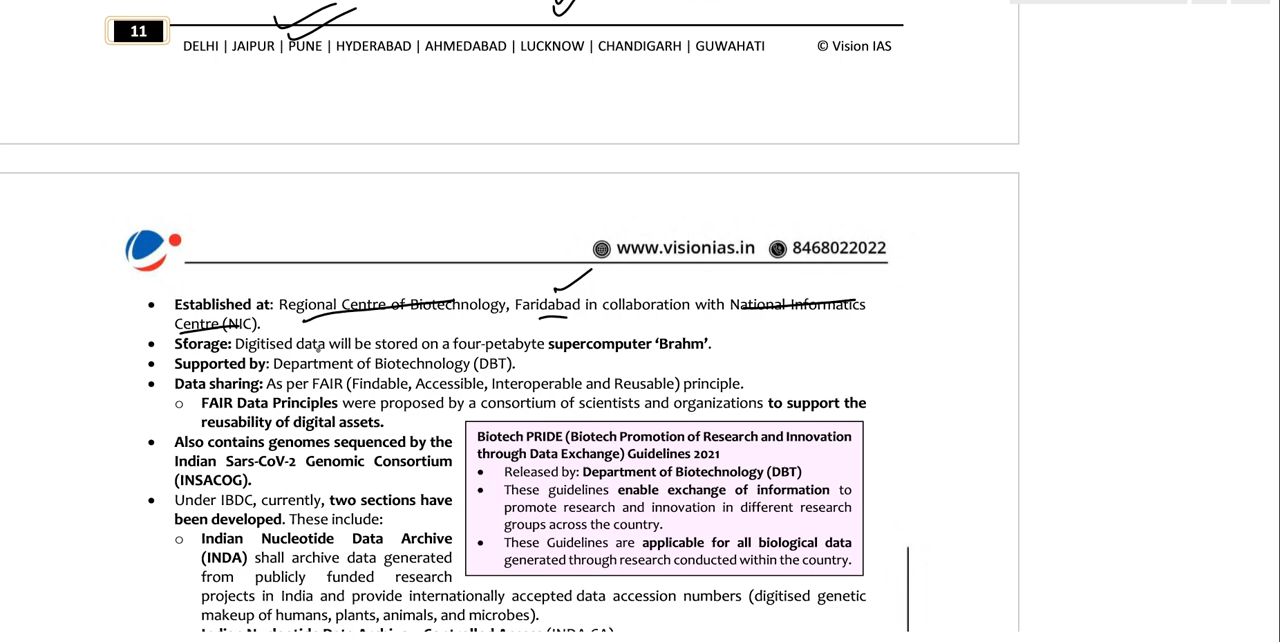 11
DELHI | JAIPUR | PUNE | HYDERABAD | AHMEDABAD | LUCKNOW | CHANDIGARH | GUWAHATI © Vision IAS
www.visionias.in 8468022022
• Established at: Regional Centre of Biotechnology, Faridabad in collaboration with National Informatics
Centre (NIC).
• Storage: Digitised data will be stored on a four-petabyte supercomputer ‘Brahm’.
• Supported by: Department of Biotechnology (DBT).
• Data sharing: As per FAIR (Findable, Accessible, Interoperable and Reusable) principle.
o FAIR Data Principles were proposed by a consortium of scientists and organizations to support the
reusability of digital assets.
• Also contains genomes sequenced by the
Indian Sars-CoV-2 Genomic Consortium
(INSACOG).
• Under IBDC, currently, two sections have
been developed. These include:
o Indian Nucleotide Data Archive
(INDA) shall archive data generated
from publicly funded research
projects in India and provide internationally accepted data accession numbers (digitised genetic
makeup of humans, plants, animals, and microbes).
Biotech PRIDE (Biotech Promotion of Research and Innovation
through Data Exchange) Guidelines 2021
• Released by: Department of Biotechnology (DBT)
• These guidelines enable exchange of information to
promote research and innovation in different research
groups across the country.
• These Guidelines are applicable for all biological data
generated through research conducted within the country.